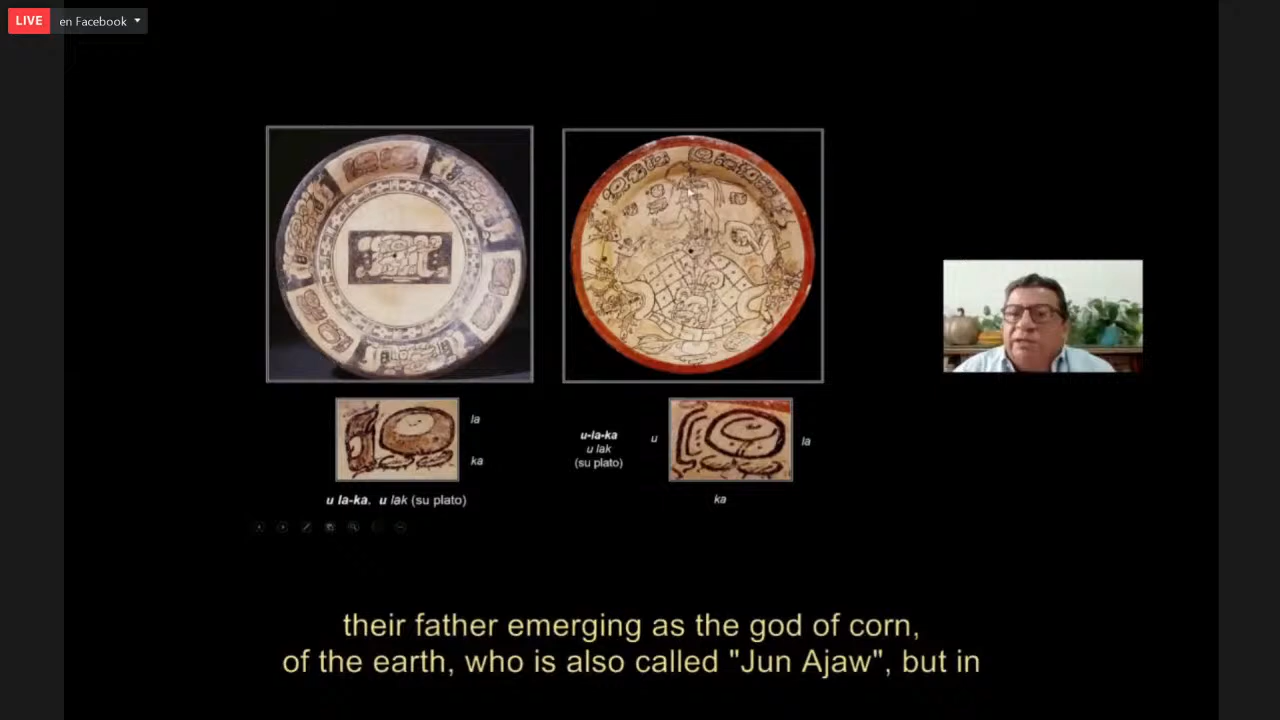 LIVE en Facebook
la
ka
u la-ka. u lak (su plato)
u-la-ka
u lak
(su plato)
u
la
ka
their father emerging as the god of corn,
of the earth, who is also called "Jun Ajaw", but in